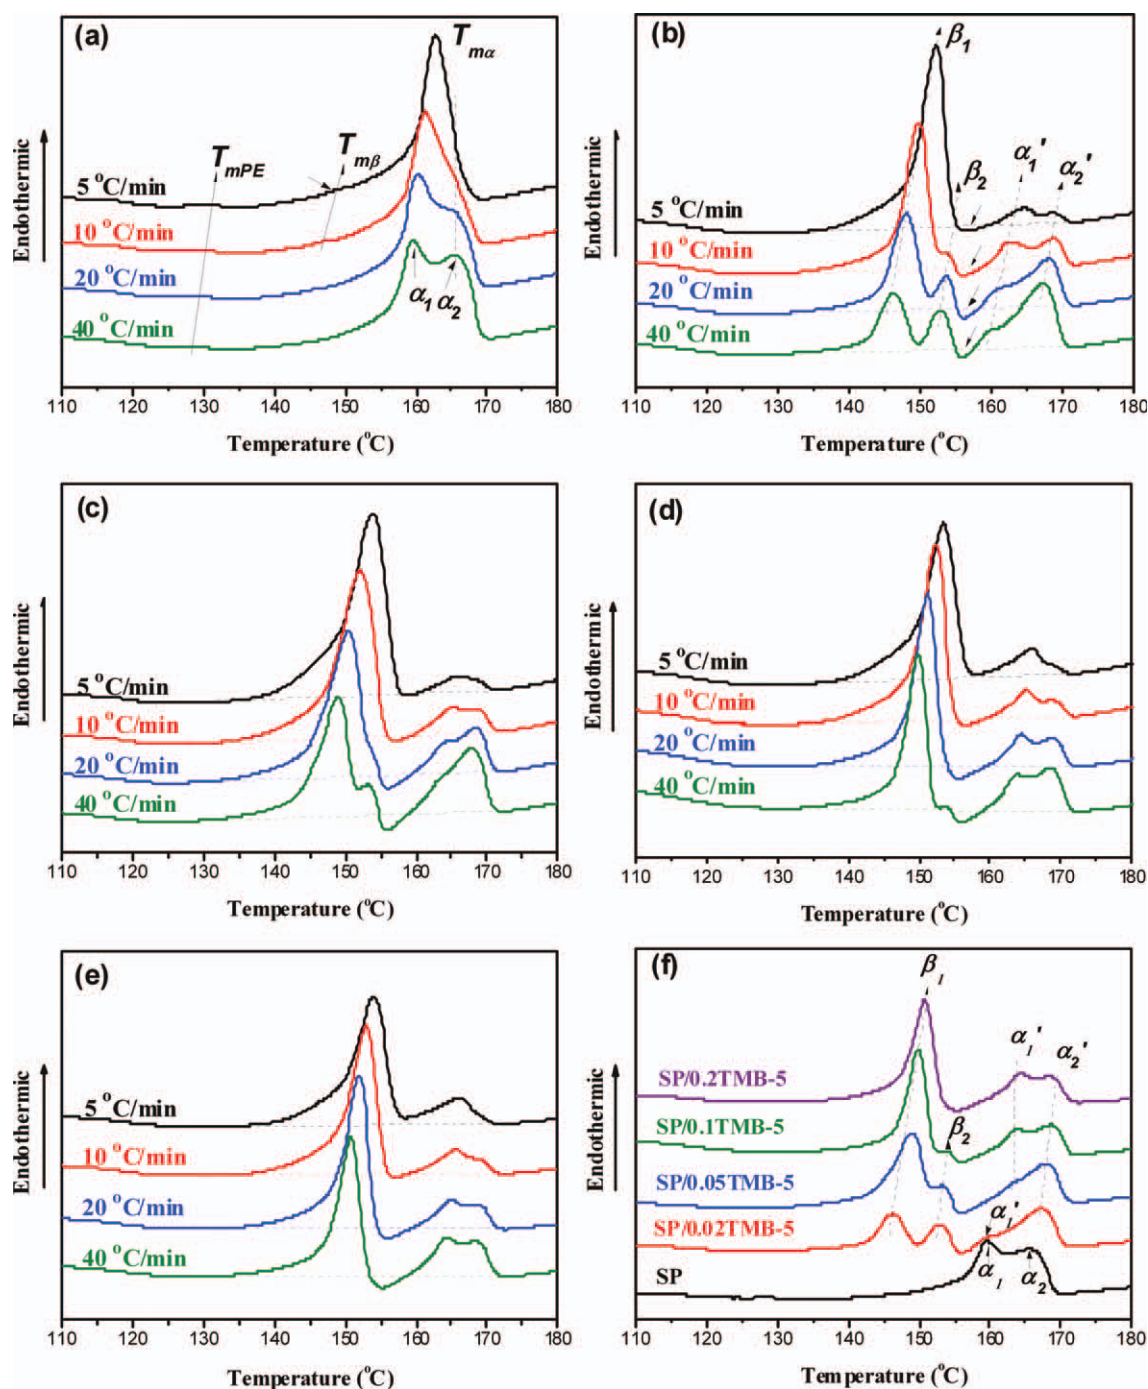 (a)
T mα
T mPE
T mβ
5 °C/min
10 °C/min
20 °C/min
40 °C/min
α1 α2
Endothermic
110 120 130 140 150 160 170 180
Temperature (°C)
(b)
β1
β2
α1'
α2'
5 °C/min
10 °C/min
20 °C/min
40 °C/min
Endothermic
110 120 130 140 150 160 170 180
Temperature (°C)
(c)
5 °C/min
10 °C/min
20 °C/min
40 °C/min
Endothermic
110 120 130 140 150 160 170 180
Temperature (°C)
(d)
5 °C/min
10 °C/min
20 °C/min
40 °C/min
Endothermic
110 120 130 140 150 160 170 180
Temperature (°C)
(e)
5 °C/min
10 °C/min
20 °C/min
40 °C/min
Endothermic
110 120 130 140 150 160 170 180
Temperature (°C)
(f)
β1
α1'
α2'
SP/0.2TMB-5
SP/0.1TMB-5
β2
SP/0.05TMB-5
α1'
SP/0.02TMB-5
SP
α1 α2
Endothermic
110 120 130 140 150 160 170 180
Temperature (°C)